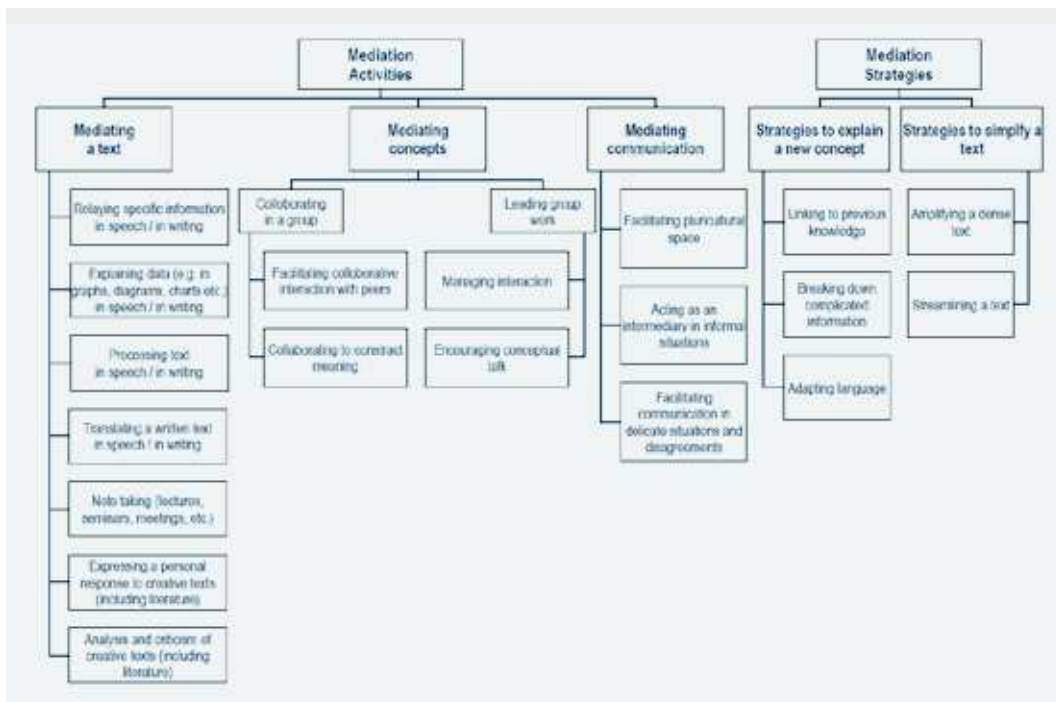 Mediation
Activities
Mediation
Strategies
Mediating
a text
Mediating
concepts
Mediating
communication
Strategies to explain
a new concept
Strategies to simplify a
text
Relaying specific information
in speech / in writing
Explaining data (e.g. in
graphs, diagrams, charts etc.)
in speech / in writing
Processing text
in speech / in writing
Translating a written text
in speech / in writing
Note taking (lectures,
seminars, meetings, etc.)
Expressing a personal
response to creative texts
(including literature)
Analysis and criticism of
creative texts (including
literature)
Collaborating
in a group
Facilitating collaborative
interaction with peers
Collaborating to construct
meaning
Leading group
work
Managing interaction
Encouraging conceptual
talk
Facilitating pluricultural
space
Acting as an
intermediary in informal
situations
Facilitating
communication in
delicate situations and
disagreements
Linking to previous
knowledge
Breaking down
complicated
information
Adapting language
Amplifying a dense
text
Streamlining a text